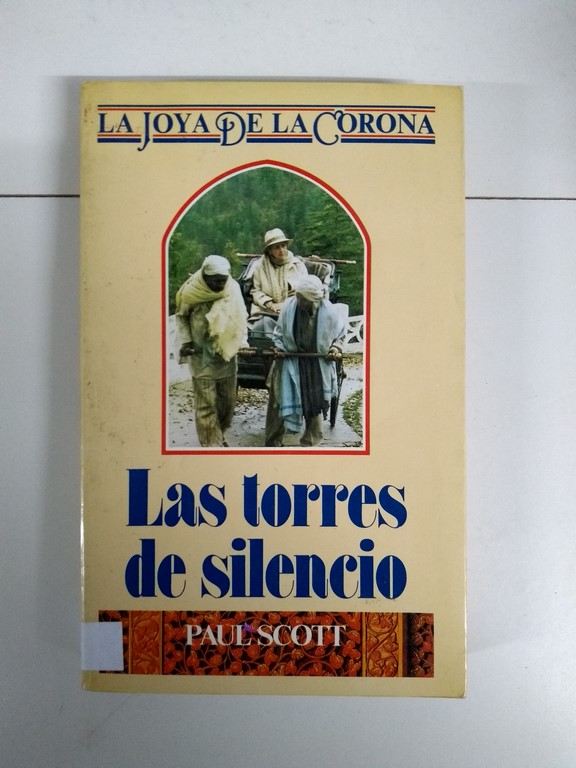 LA JOYA DE LA CORONA
Las torres
de silencio
PAUL SCOTT